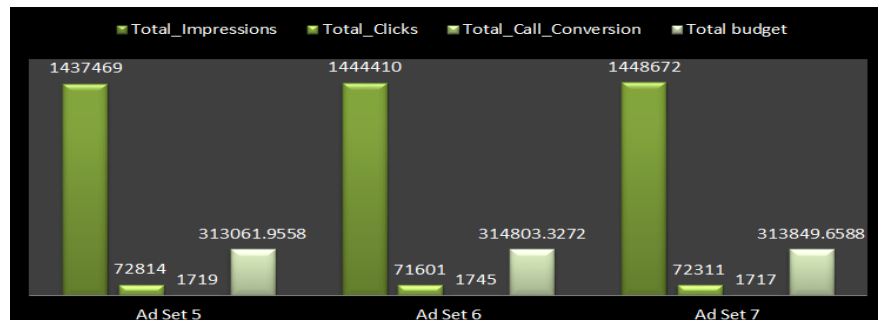 Total_Impressions Total_Clicks Total_Call_Conversion Total budget
1437469 1444410 1448672
313061.9558 314803.3272 313849.6588
72814 1719 71601 1745 72311 1717
Ad Set 5 Ad Set 6 Ad Set 7